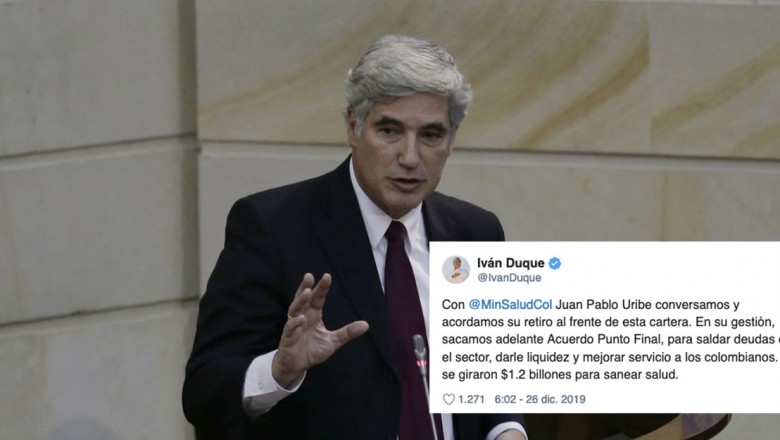 Iván Duque
@IvanDuque
Con @MinSaludCol Juan Pablo Uribe conversamos y
acordamos su retiro al frente de esta cartera. En su gestión,
sacamos adelante Acuerdo Punto Final, para saldar deudas
el sector, darle liquidez y mejorar servicio a los colombianos.
se giraron $1.2 billones para sanear salud.
1.271 6:02 - 26 dic. 2019